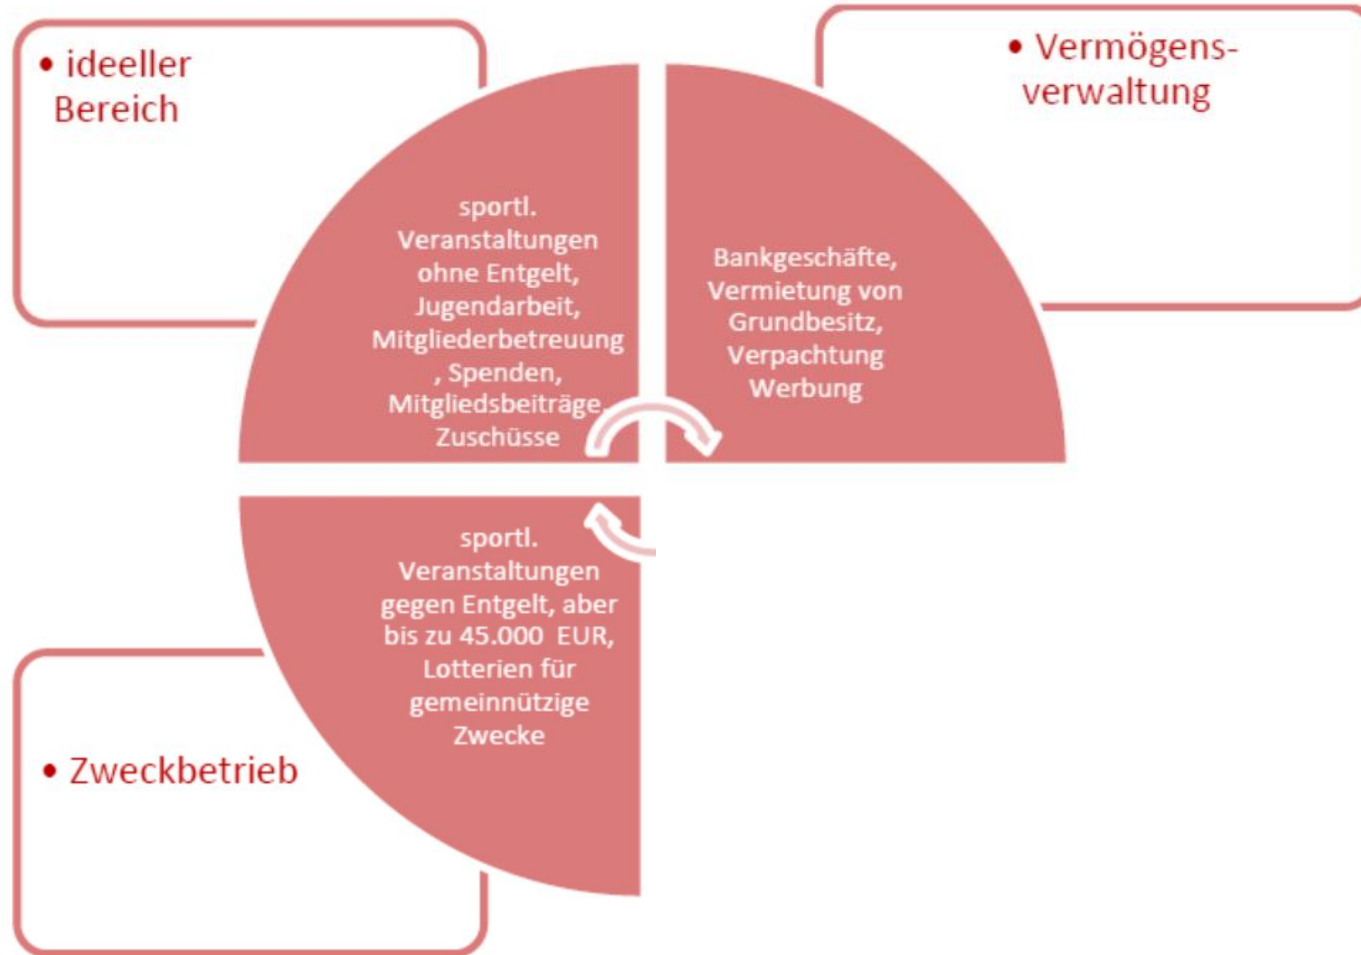 • ideeller
Bereich
• Vermögens-
verwaltung
sportl.
Veranstaltungen
ohne Entgelt,
Jugendarbeit,
Mitgliederbetreuung
, Spenden,
Mitgliedsbeiträge,
Zuschüsse
Bankgeschäfte,
Vermietung von
Grundbesitz,
Verpachtung
Werbung
sportl.
Veranstaltungen
gegen Entgelt, aber
bis zu 45.000 EUR,
Lotterien für
gemeinnützige
Zwecke
• Zweckbetrieb